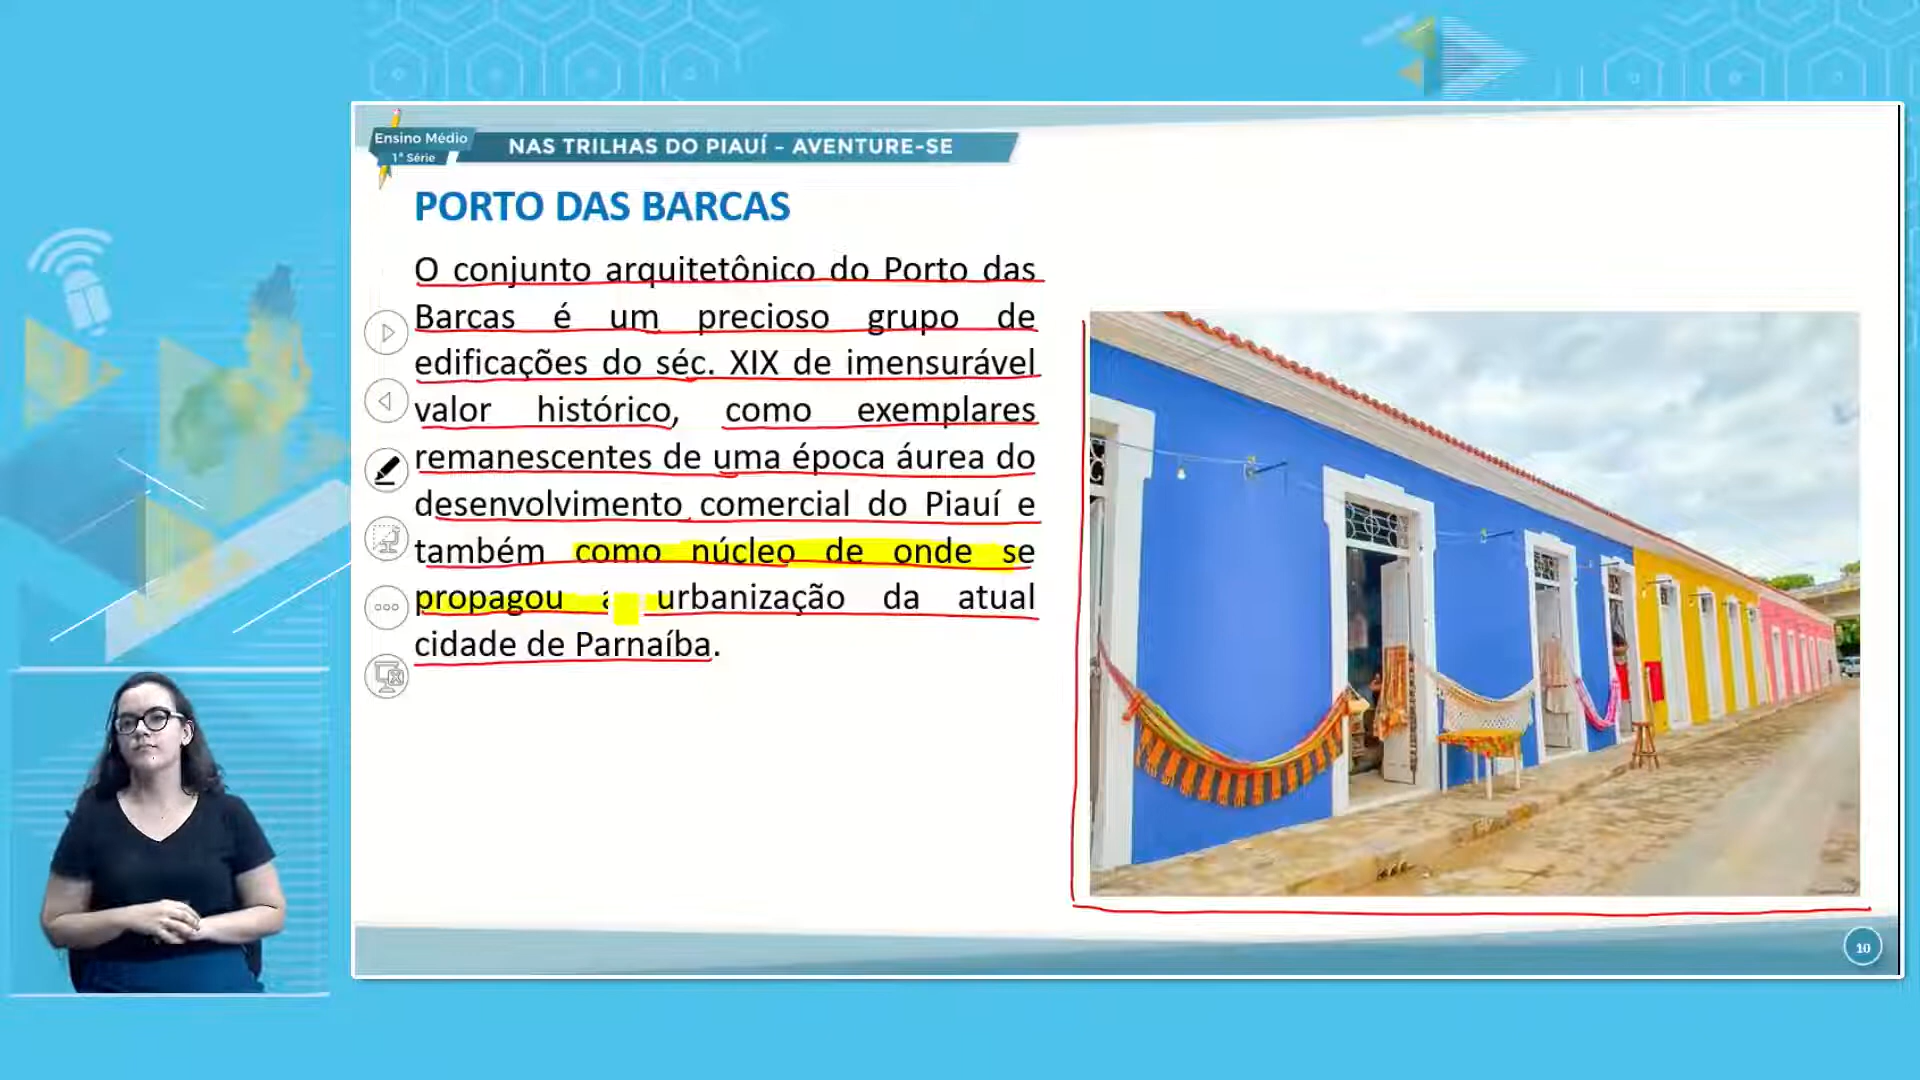 Ensino Médio
1ª Série
NAS TRILHAS DO PIAUÍ – AVENTURE-SE
PORTO DAS BARCAS
O conjunto arquitetônico do Porto das
Barcas é um precioso grupo de
edificações do séc. XIX de imensurável
valor histórico, como exemplares
remanescentes de uma época áurea do
desenvolvimento comercial do Piauí e
também como núcleo de onde se
propagou a urbanização da atual
cidade de Parnaíba.
10